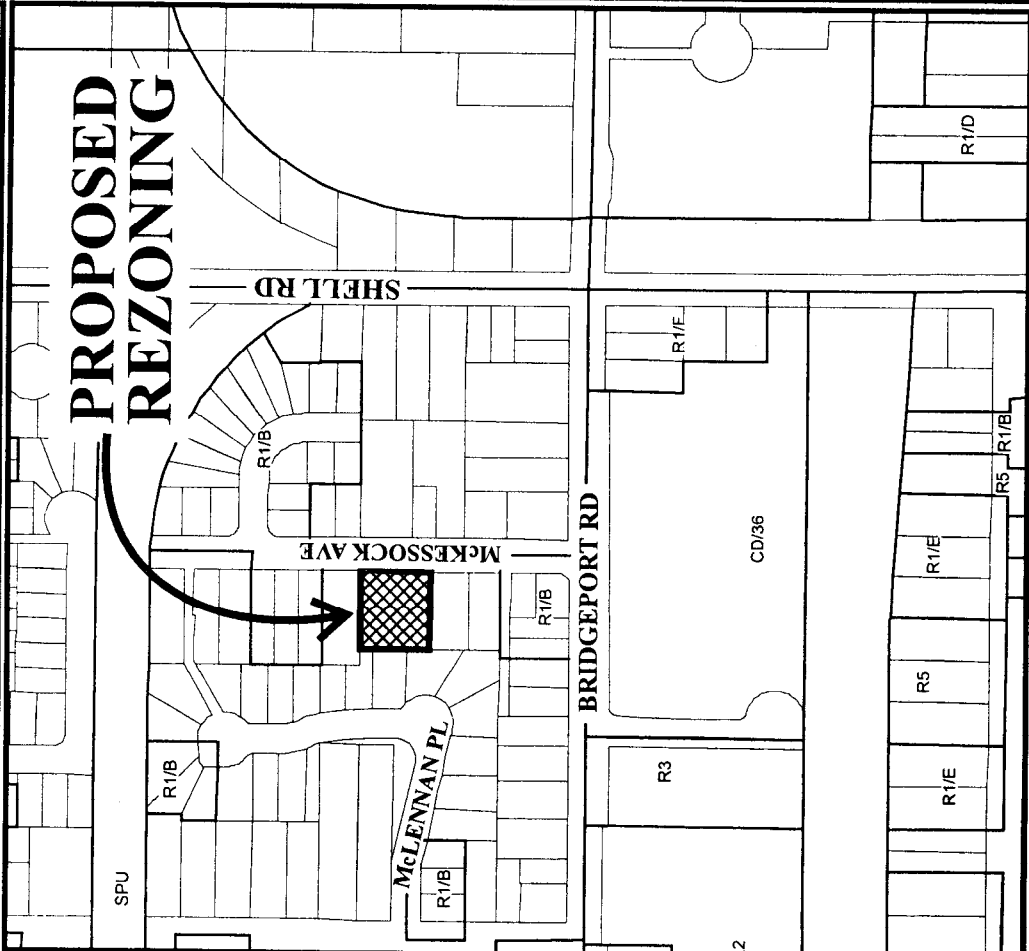 PROPOSED
REZONING
SHELL RD
R1/D
R1/F
R1/B
McKESSOCK AVE
R1/B
BRIDGEPORT RD
CD/36
R1/B
R5
R1/E
R5
R1/E
R3
R1/B
McLENNAN PL
R1/B
SPU
2